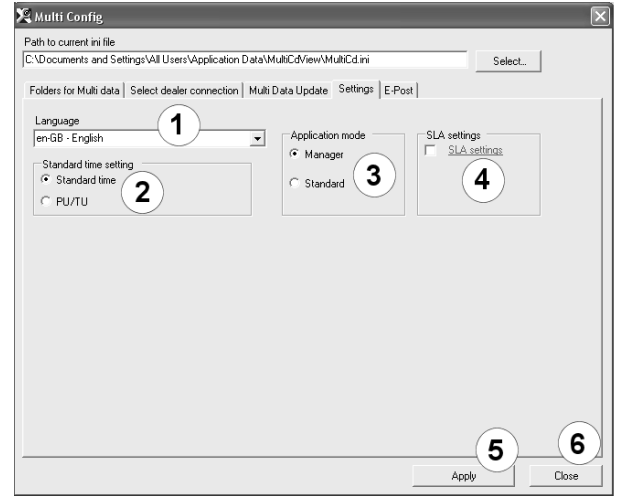 Multi Config
Path to current ini file
C:\Documents and Settings\All Users\Application Data\MultiCdView\MultiCd.ini
Select...
Folders for Multi data
Select dealer connection
Multi Data Update
Settings
E-Post
Language
en-GB - English
1
Standard time setting
Standard time
PU/TU
2
Application mode
Manager
Standard
3
SLA settings
SLA settings
4
5
6
Apply
Close